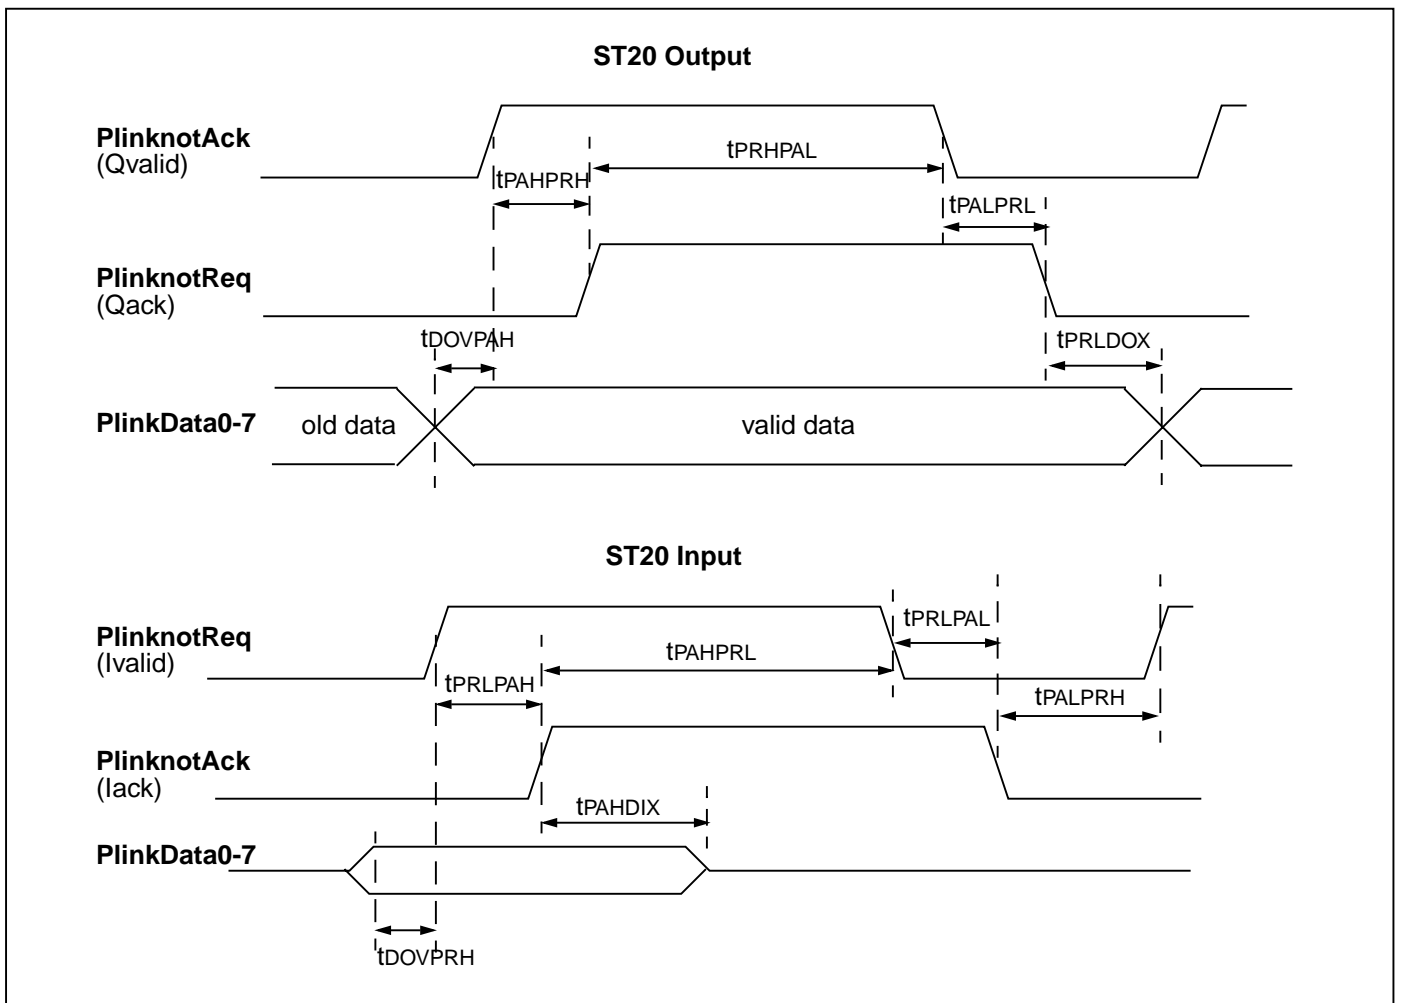 ST20 Output
PlinknotAck
(Qvalid)
tPRHPAL
tPAHPRH
tPALPRL
PlinknotReq
(Qack)
tDOVPAH
tPRLDOX
PlinkData0-7
old data
valid data
ST20 Input
PlinknotReq
(Ivalid)
tPRLPAL
tPAHPRL
tPRLPAH
tPALPRH
PlinknotAck
(Iack)
tPAHDIX
PlinkData0-7
tDOVPRH